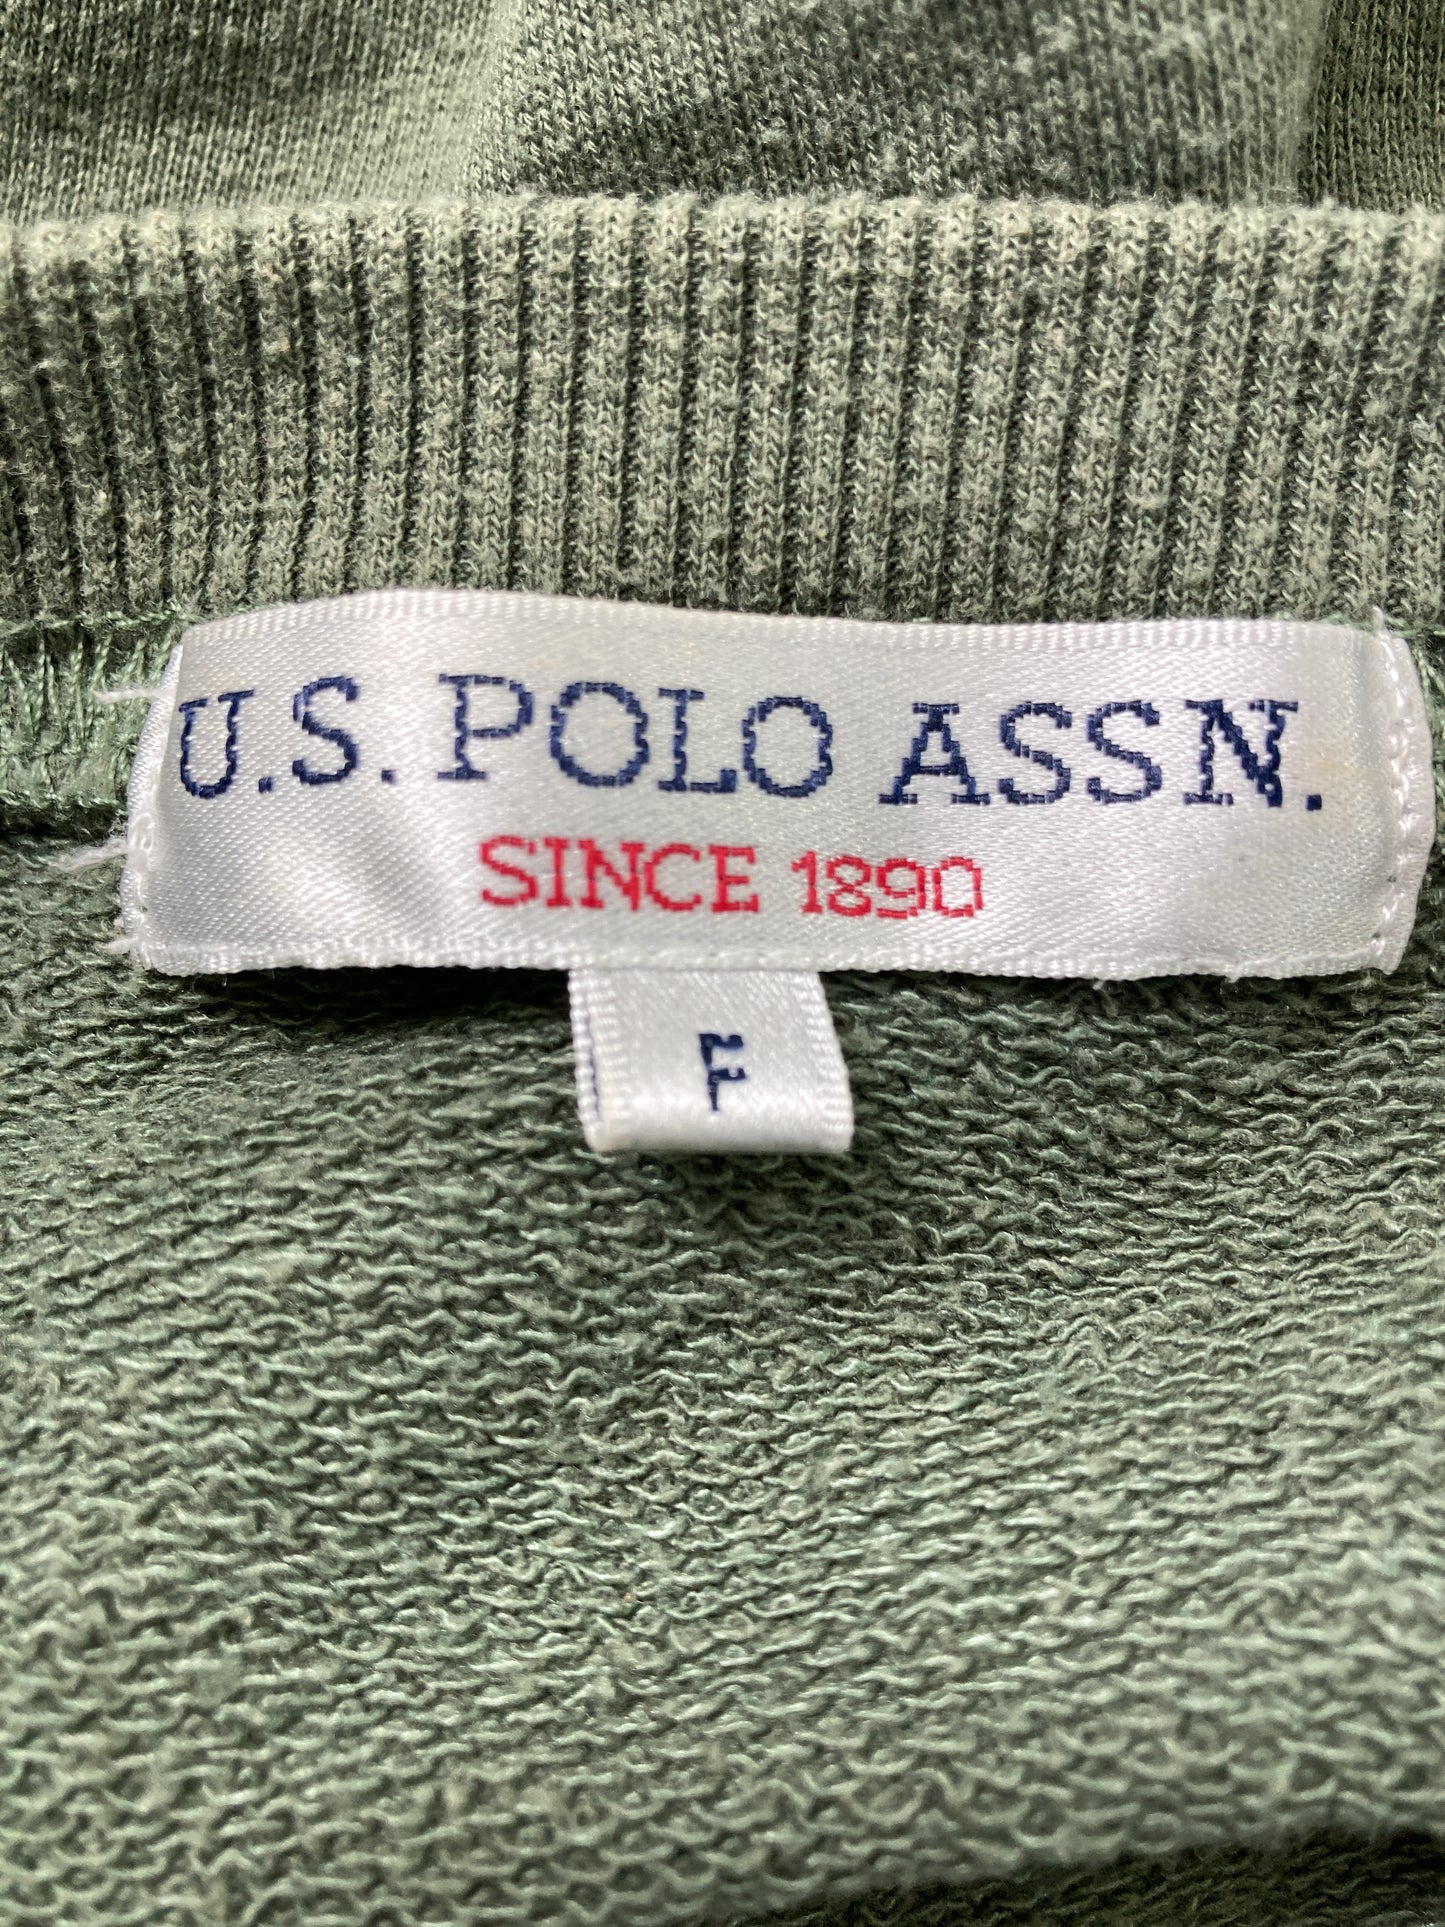 U.S. POLO ASSN.
SINCE 1890
F